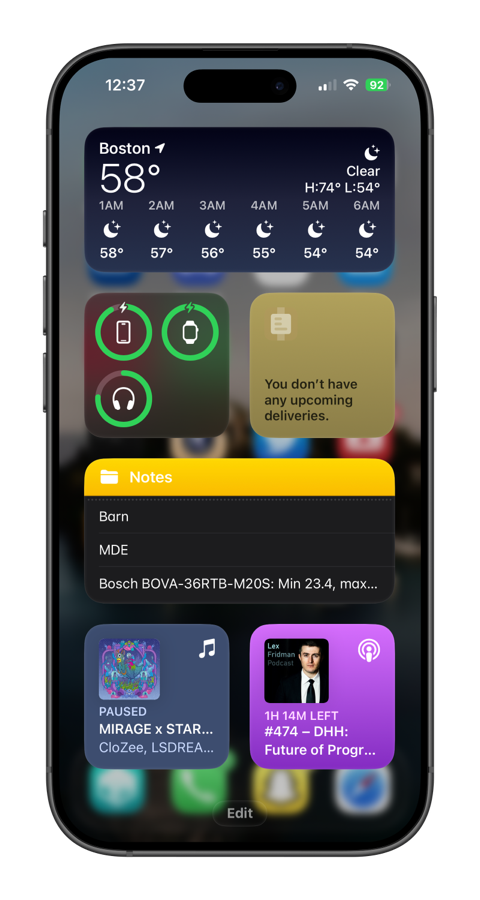 12:37
92
Boston
58°
Clear
H:74° L:54°
1AM 2AM 3AM 4AM 5AM 6AM
58° 57° 56° 55° 54° 54°
You don't have
any upcoming
deliveries.
Notes
Barn
MDE
Bosch BOVA-36RTB-M20S: Min 23.4, max...
PAUSED
MIRAGE x STAR...
CloZee, LSDREA...
Lex
Fridman
Podcast
1H 14M LEFT
#474 – DHH:
Future of Progr...
Edit